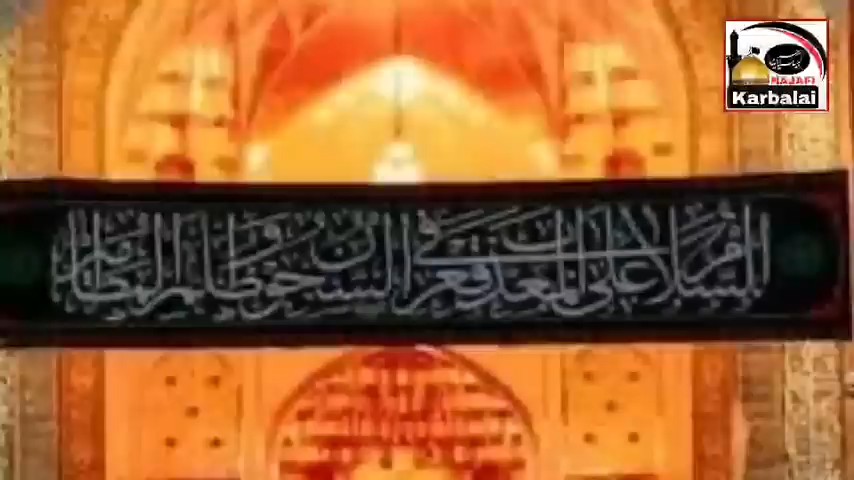 السلام على المعذب في قعر السجون وظلم المطامير
NAJAFI
Karbalai